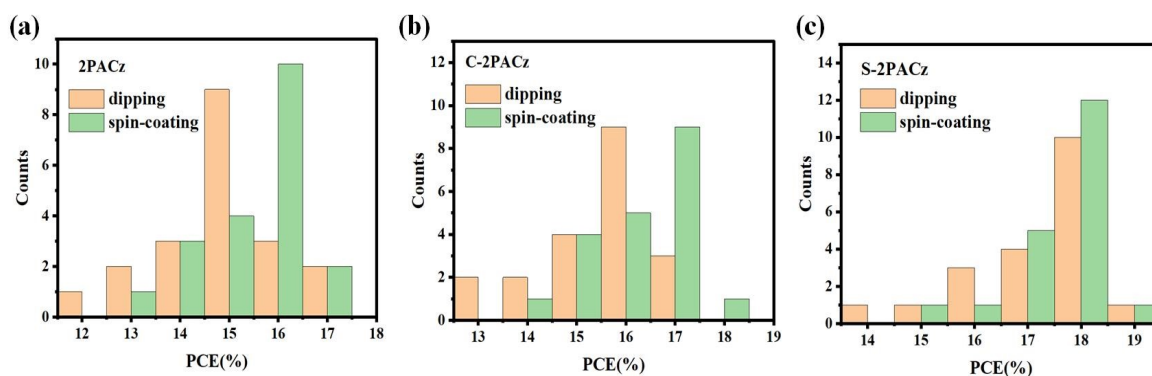 (a)
2PACz
dipping
spin-coating
Counts
10
8
6
4
2
0
12 13 14 15 16 17 18
PCE(%)
(b)
C-2PACz
dipping
spin-coating
Counts
12
10
8
6
4
2
0
13 14 15 16 17 18 19
PCE(%)
(c)
S-2PACz
dipping
spin-coating
Counts
14
12
10
8
6
4
2
0
14 15 16 17 18 19
PCE(%)